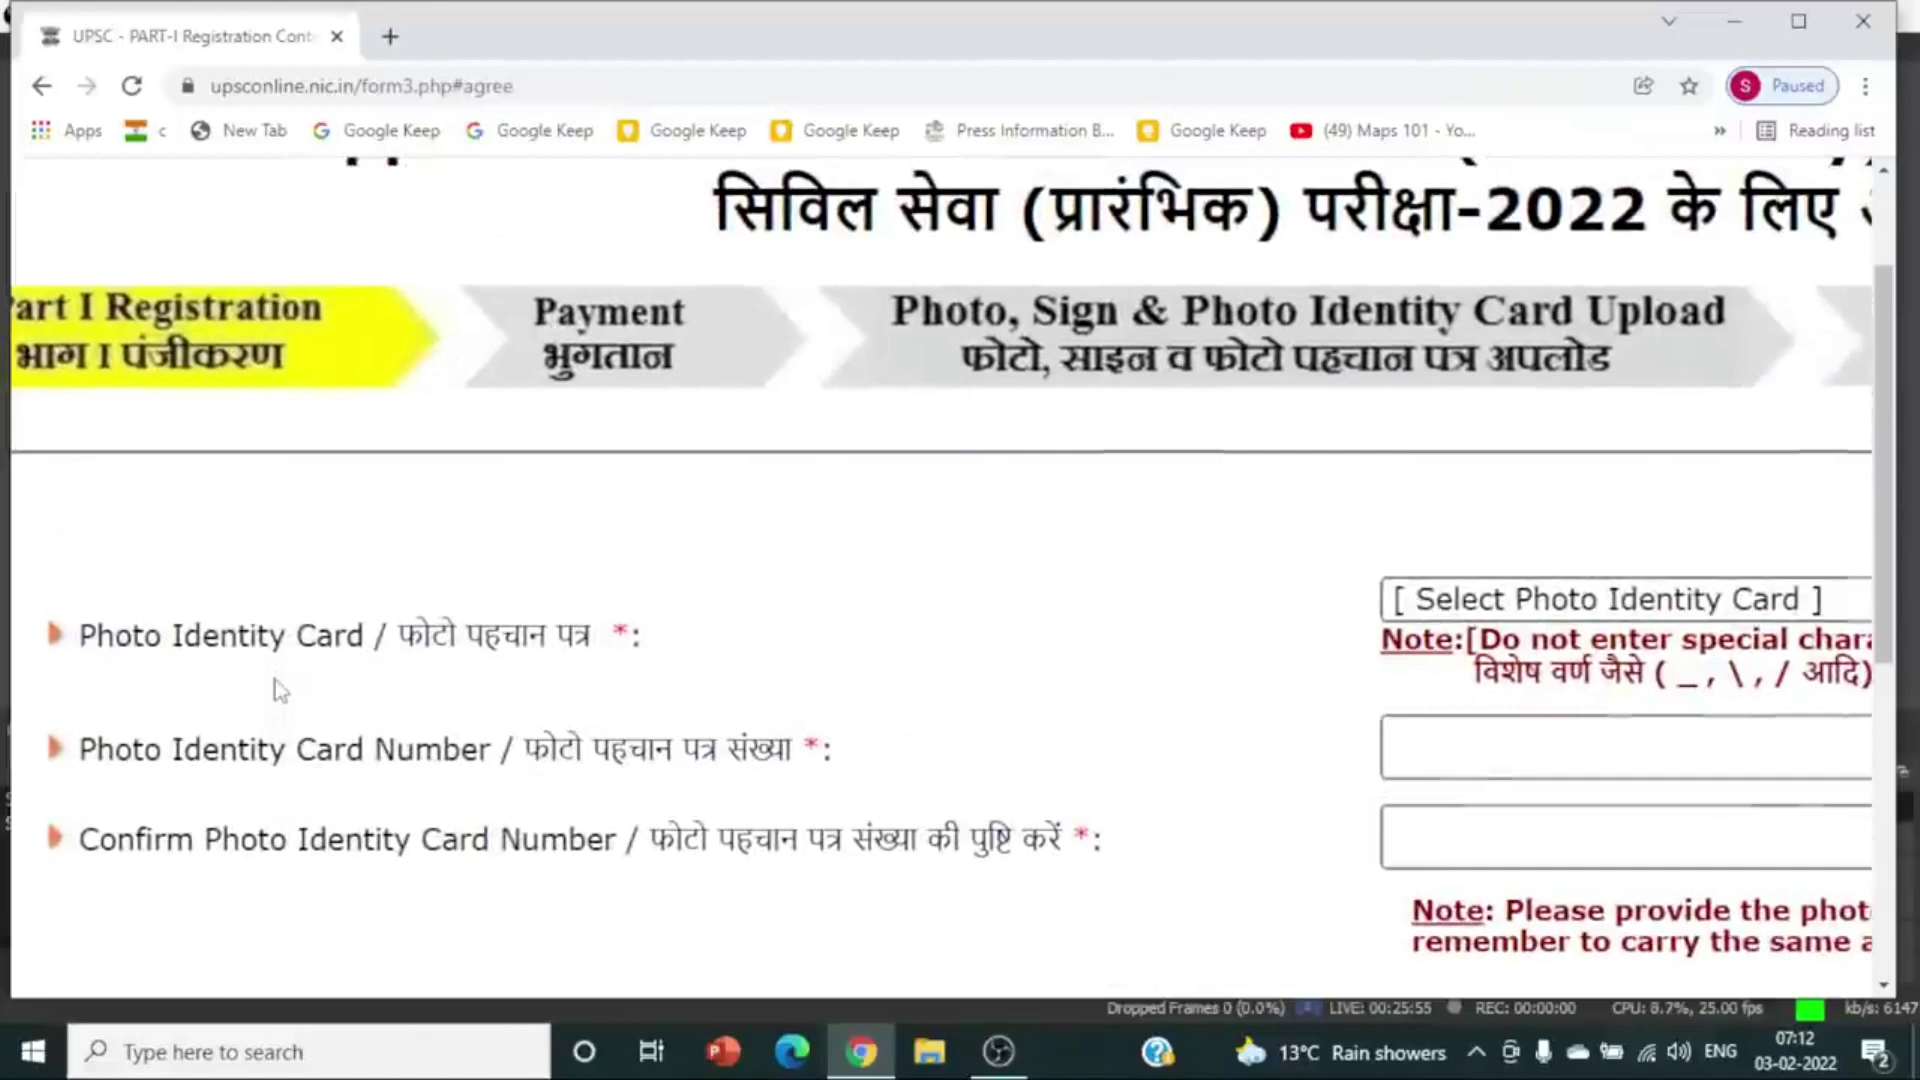 UPSC - PART-I Registration Cont
upsconline.nic.in/form3.php#agree
S Paused
Apps c New Tab Google Keep Google Keep Google Keep Google Keep Press Information B... Google Keep (49) Maps 101 - Yo... » Reading list
सिविल सेवा (प्रारंभिक) परीक्षा-2022 के लिए
art I Registration
भाग I पंजीकरण
Payment
भुगतान
Photo, Sign & Photo Identity Card Upload
फोटो, साइन व फोटो पहचान पत्र अपलोड
[ Select Photo Identity Card ]
Photo Identity Card / फोटो पहचान पत्र *:
Note:[Do not enter special chara
विशेष वर्ण जैसे ( _ , \ , / आदि)
Photo Identity Card Number / फोटो पहचान पत्र संख्या *:
Confirm Photo Identity Card Number / फोटो पहचान पत्र संख्या की पुष्टि करें *:
Note: Please provide the phot
remember to carry the same a
Dropped Frames 0 (0.0%) LIVE: 00:25:55 REC: 00:00:00 CPU: 8.7%, 25.00 fps kb/s: 6147
Type here to search
13°C Rain showers ENG
07:12
03-02-2022
2